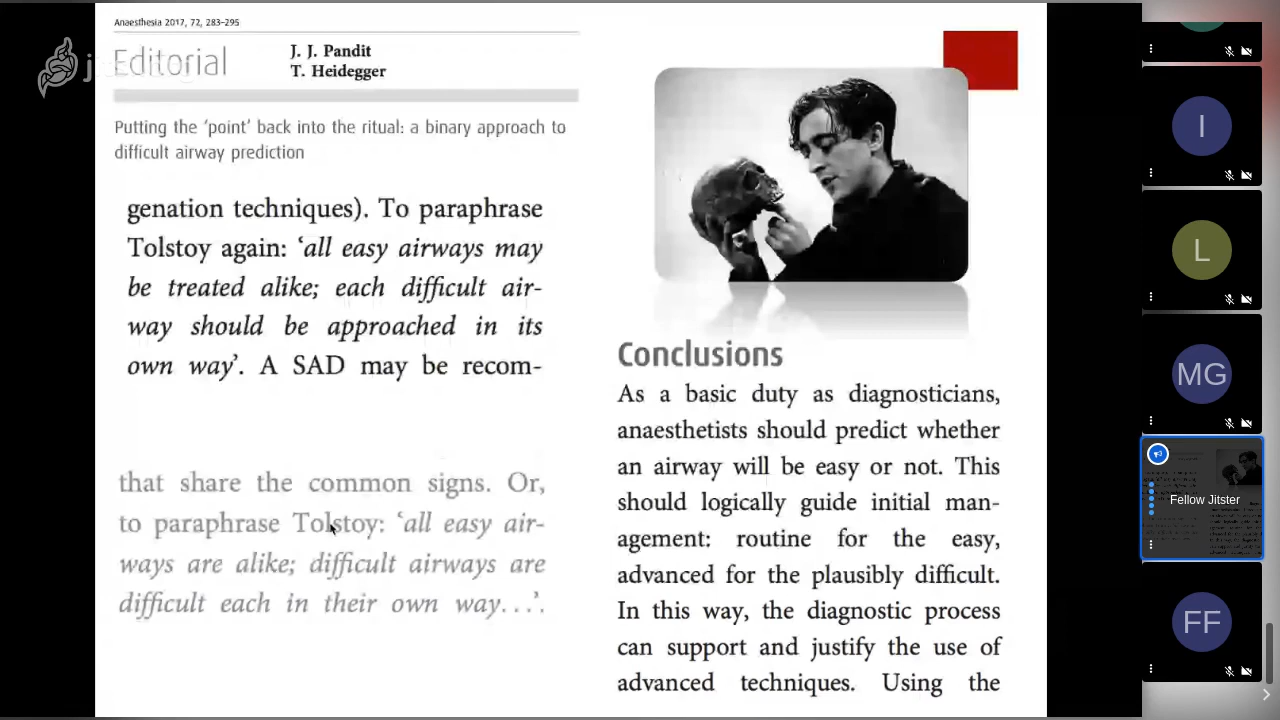 Anaesthesia 2017, 72, 283–295
Editorial
J. J. Pandit
T. Heidegger
Putting the ‘point’ back into the ritual: a binary approach to
difficult airway prediction
genation techniques). To paraphrase
Tolstoy again: ‘all easy airways may
be treated alike; each difficult air-
way should be approached in its
own way’. A SAD may be recom-
that share the common signs. Or,
to paraphrase Tolstoy: ‘all easy air-
ways are alike; difficult airways are
difficult each in their own way. . .’.
Conclusions
As a basic duty as diagnosticians,
anaesthetists should predict whether
an airway will be easy or not. This
should logically guide initial man-
agement: routine for the easy,
advanced for the plausibly difficult.
In this way, the diagnostic process
can support and justify the use of
advanced techniques. Using the
I
L
MG
Fellow Jitster
FF